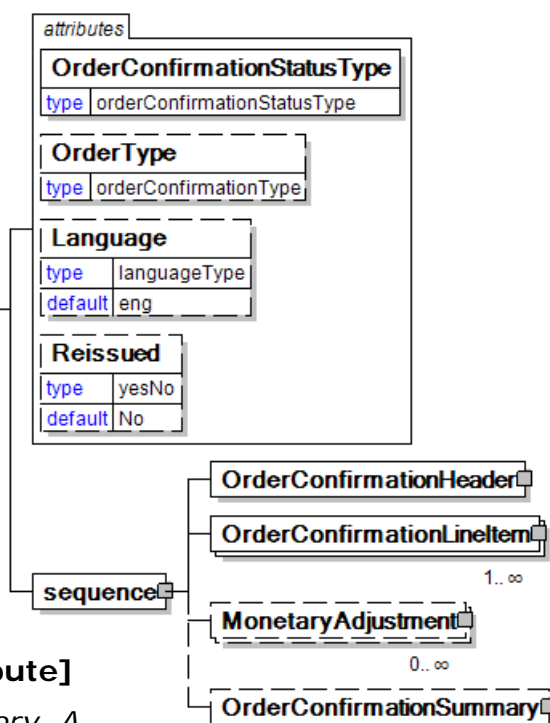 attributes
OrderConfirmationStatusType
type orderConfirmationStatusType
OrderType
type orderConfirmationType
Language
type languageType
default eng
Reissued
type yesNo
default No
OrderConfirmationHeader
OrderConfirmationLineItem
1.. ∞
sequence
MonetaryAdjustment
0.. ∞
OrderConfirmationSummary